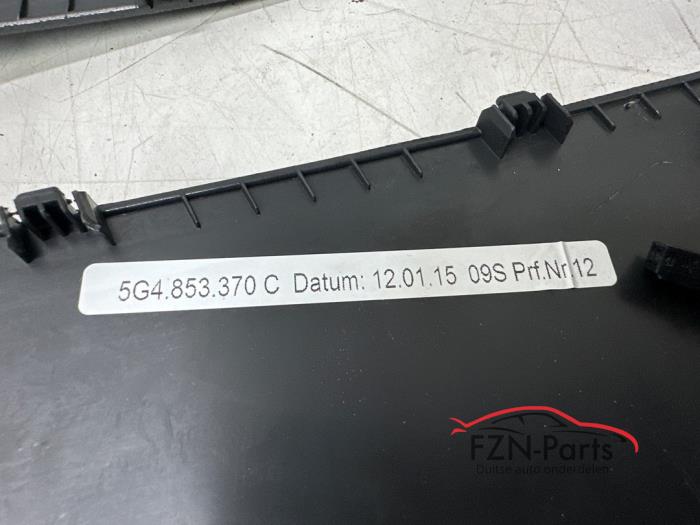 5G4.853.370 C Datum: 12.01.15 09S Prf.Nr 12
FZN-Parts
Duitse auto onderdelen